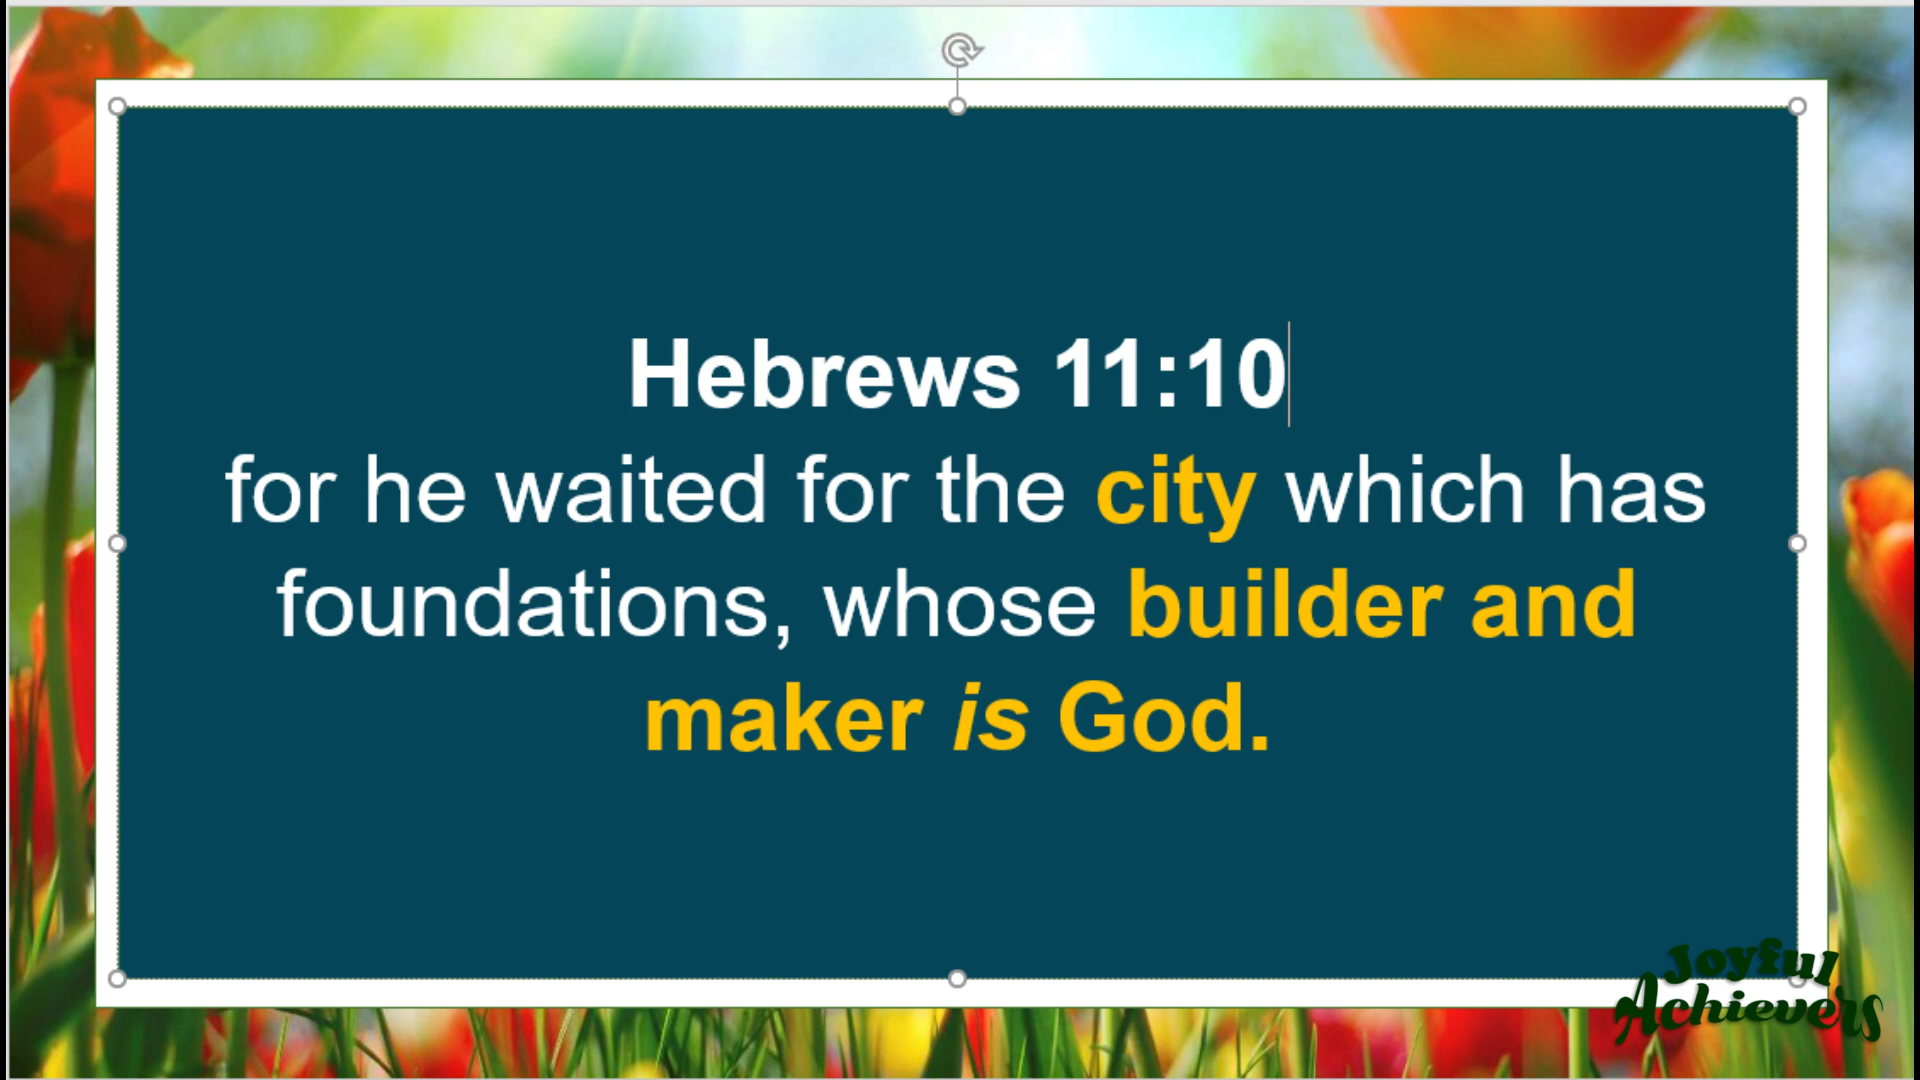 Hebrews 11:10
for he waited for the city which has
foundations, whose builder and
maker is God.
Joyful
Achievers